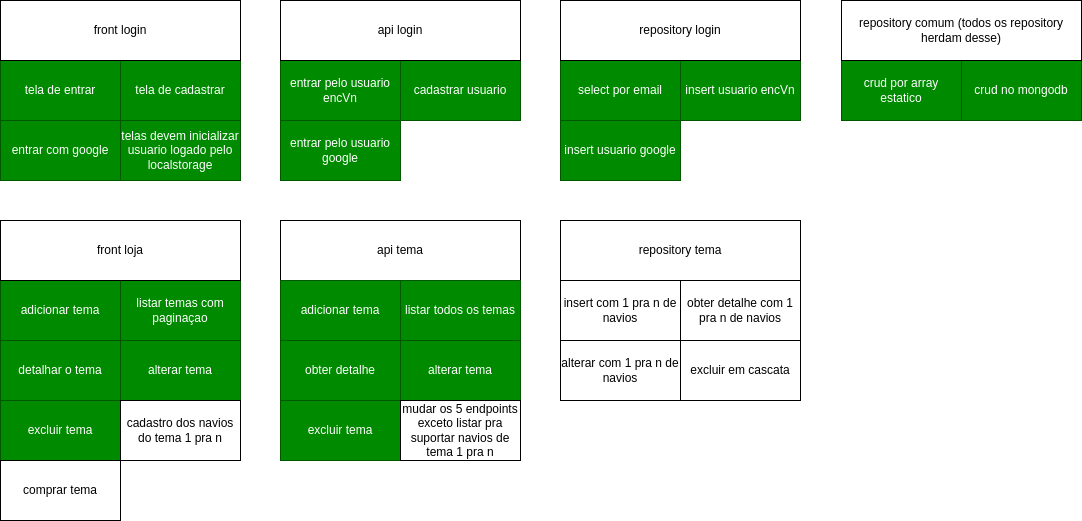 front login
tela de entrar
tela de cadastrar
entrar com google
telas devem inicializar
usuario logado pelo
localstorage
api login
entrar pelo usuario
encVn
cadastrar usuario
entrar pelo usuario
google
repository login
select por email
insert usuario encVn
insert usuario google
repository comum (todos os repository
herdam desse)
crud por array
estatico
crud no mongodb
front loja
adicionar tema
listar temas com
paginaçao
detalhar o tema
alterar tema
excluir tema
cadastro dos navios
do tema 1 pra n
comprar tema
api tema
adicionar tema
listar todos os temas
obter detalhe
alterar tema
excluir tema
mudar os 5 endpoints
exceto listar pra
suportar navios de
tema 1 pra n
repository tema
insert com 1 pra n de
navios
obter detalhe com 1
pra n de navios
alterar com 1 pra n de
navios
excluir em cascata